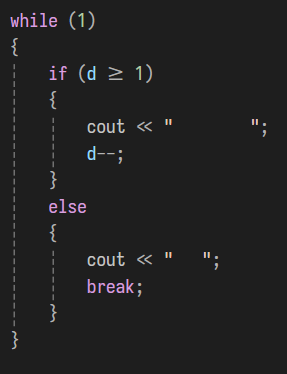 while (1)
{
    if (d ≥ 1)
    {
        cout << "        ";
        d--;
    }
    else
    {
        cout << "   ";
        break;
    }
}